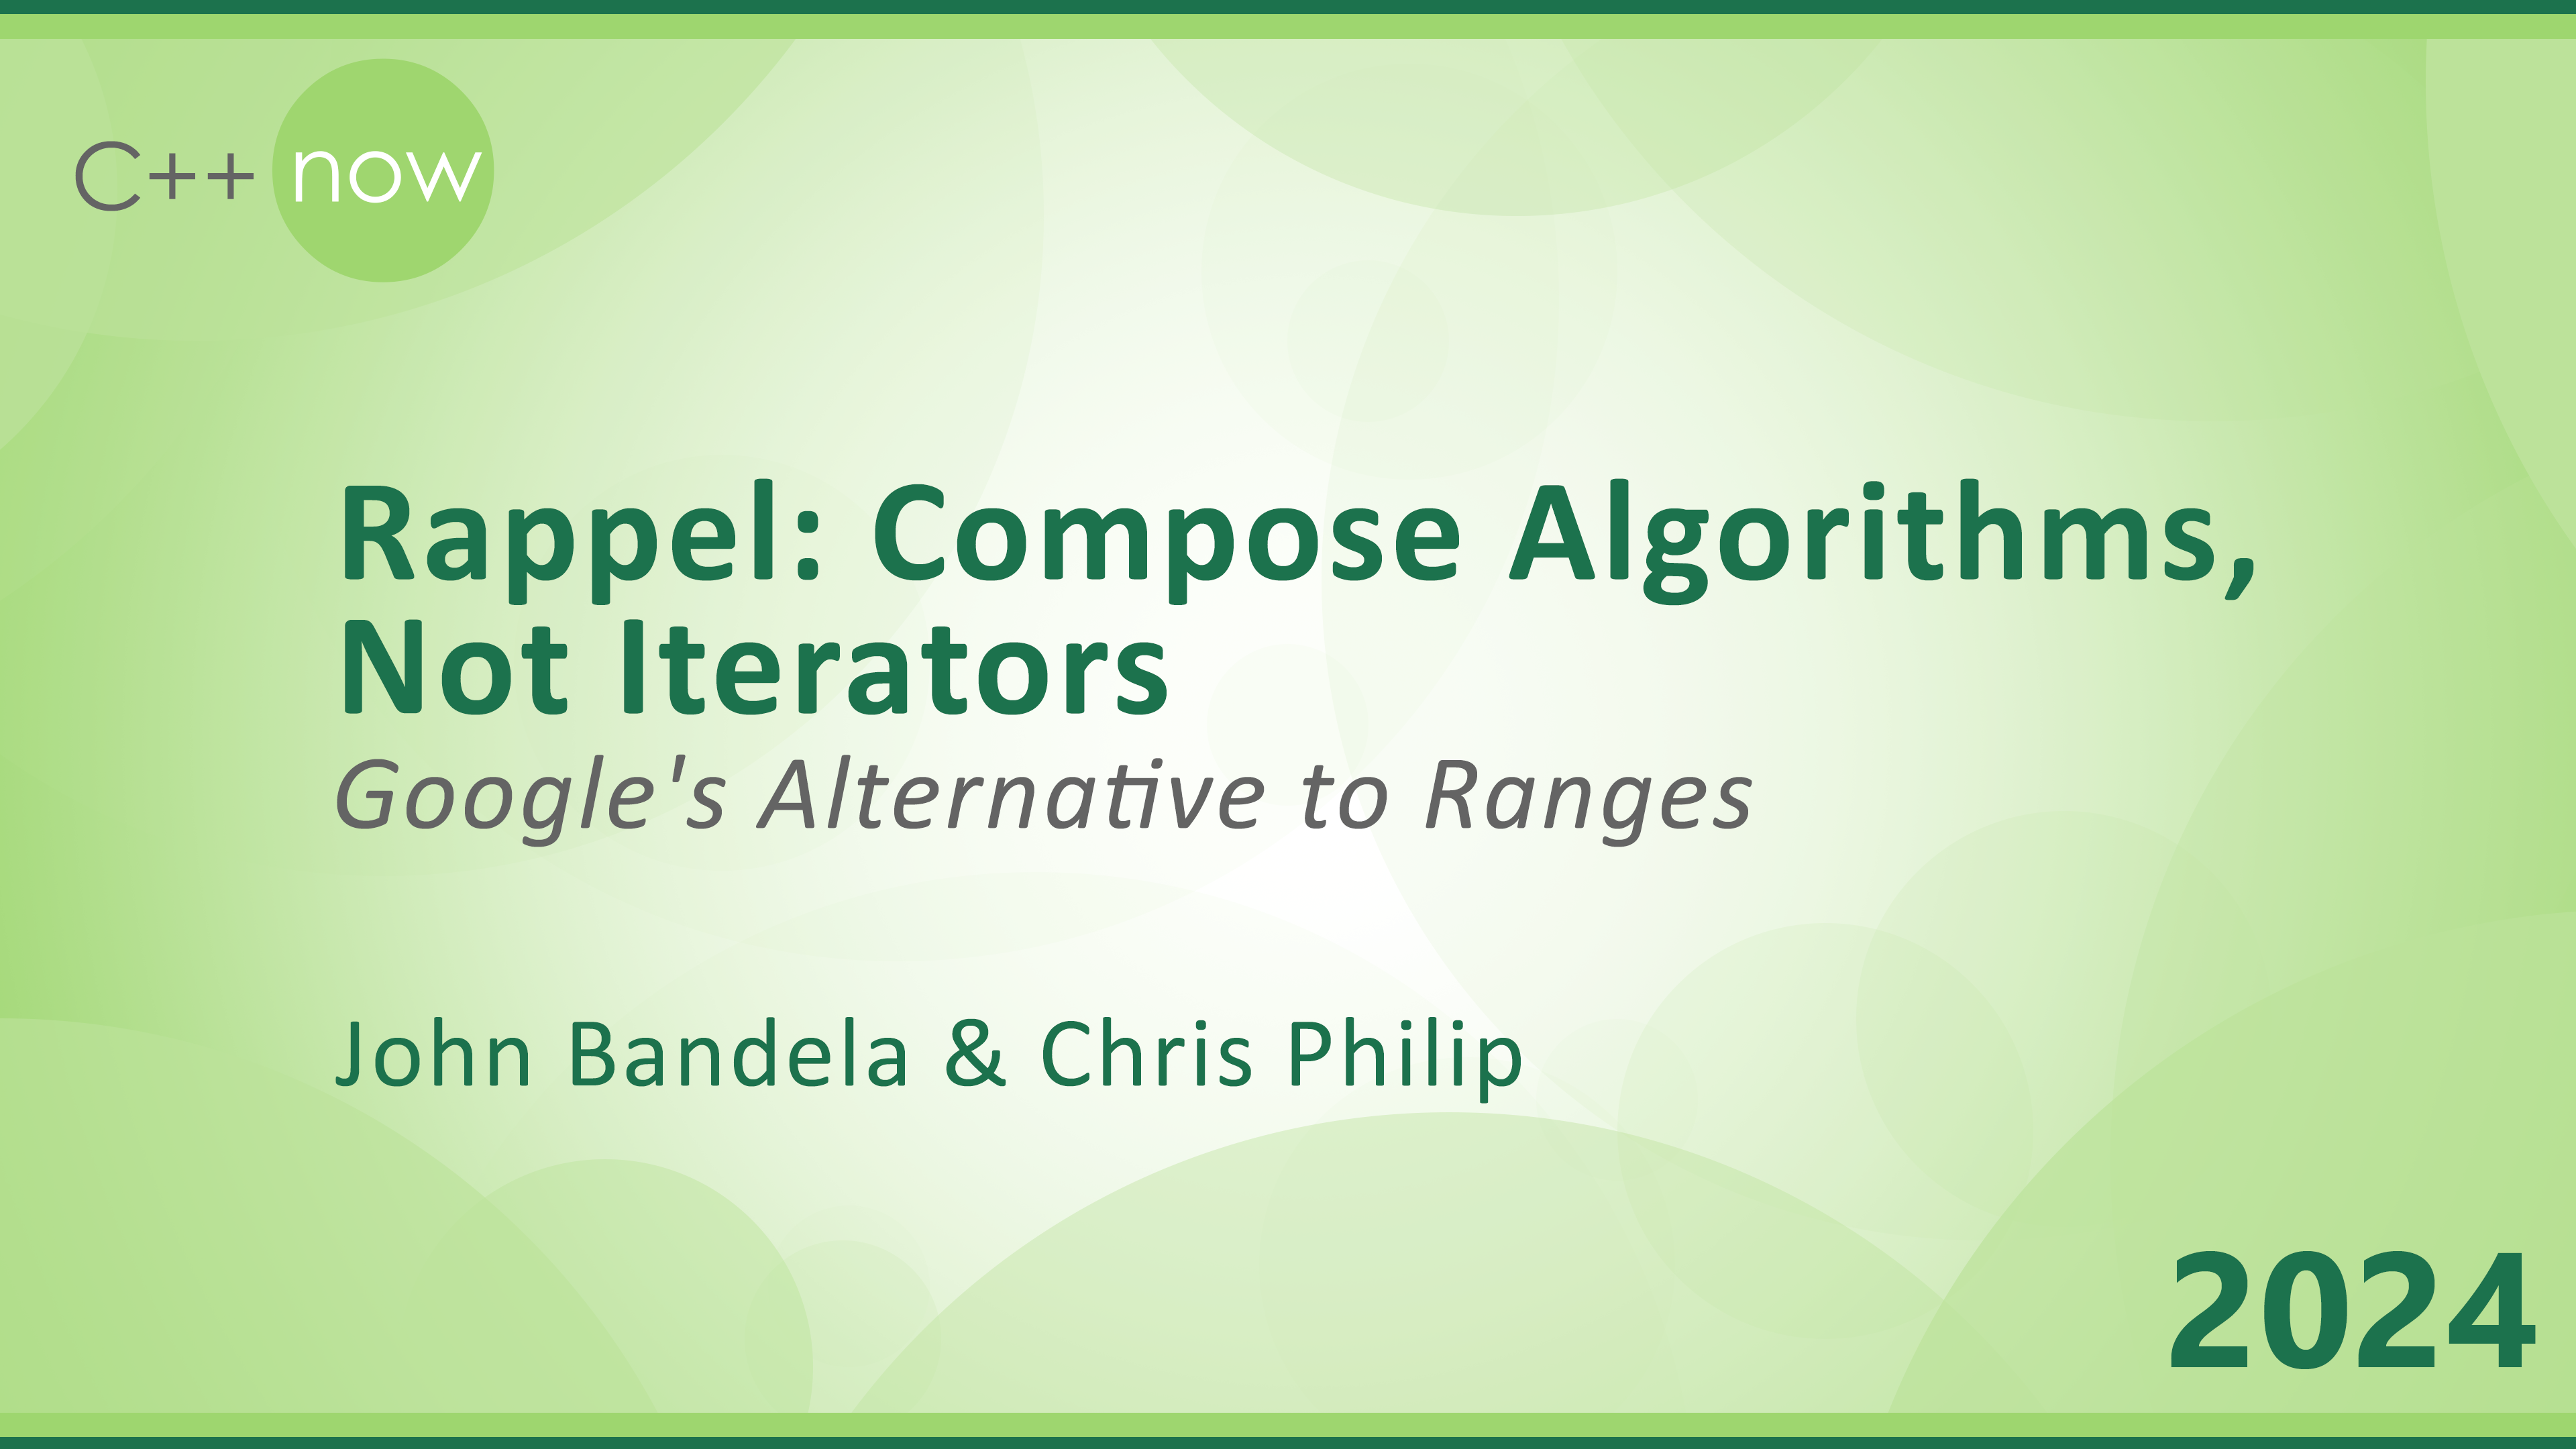 C++ now
Rappel: Compose Algorithms,
Not Iterators
Google's Alternative to Ranges
John Bandela & Chris Philip
2024